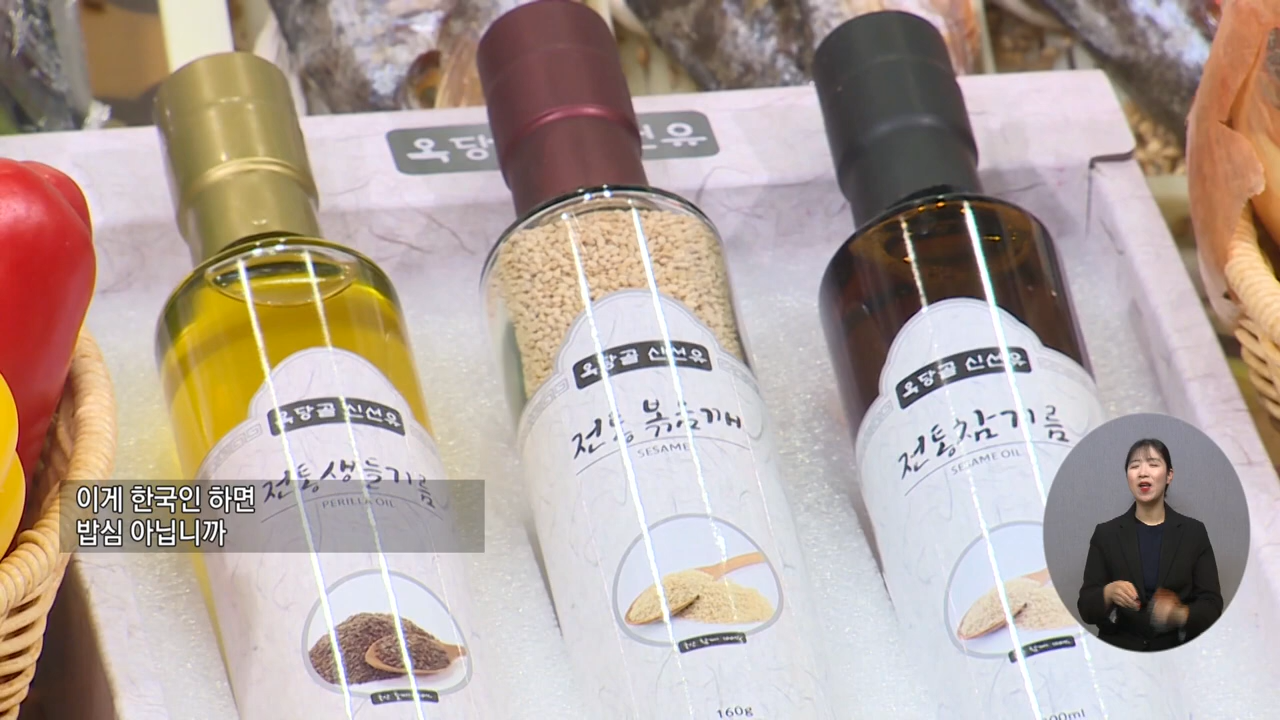 옥당 선유
옥당골 신선유
전통생들기름
PERILLA OIL
옥당골 신선유
전통볶음깨
SESAME
160g
옥당골 신선유
전통참기름
SESAME OIL
이게 한국인 하면
밥심 아닙니까